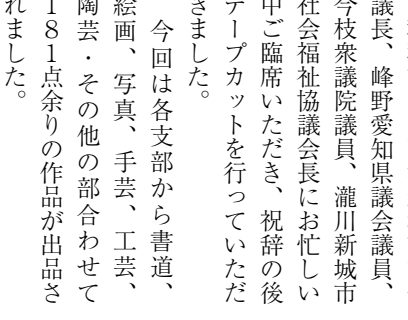 議長、峰野愛知県議会議員、
今枝衆議院議員、瀧川新城市
社会福祉協議会長にお忙しい
中ご臨席いただき、祝辞の後
テープカットを行っていただ
きました。
今回は各支部から書道、
絵画、写真、手芸、工芸、
陶芸・その他の部合わせて
181点余りの作品が出品さ
れました。